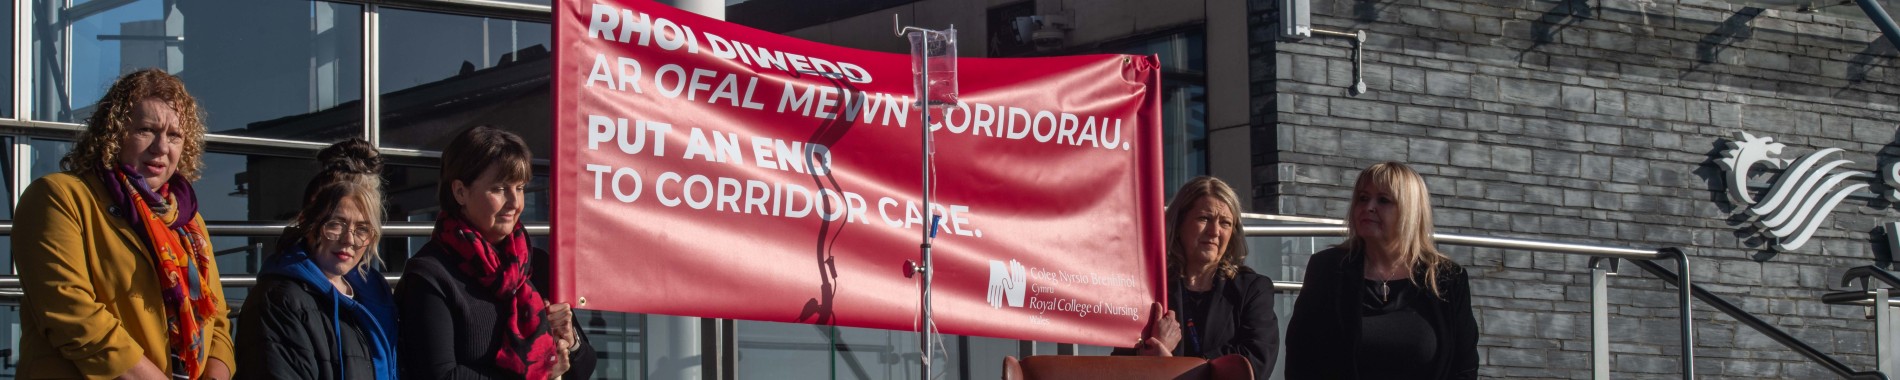 RHOI DIWEDD
AR OFAL MEWN CORIDORAU.
PUT AN END
TO CORRIDOR CARE.
Coleg Nyrsio Brenhinol
Cymru
Royal College of Nursing
S